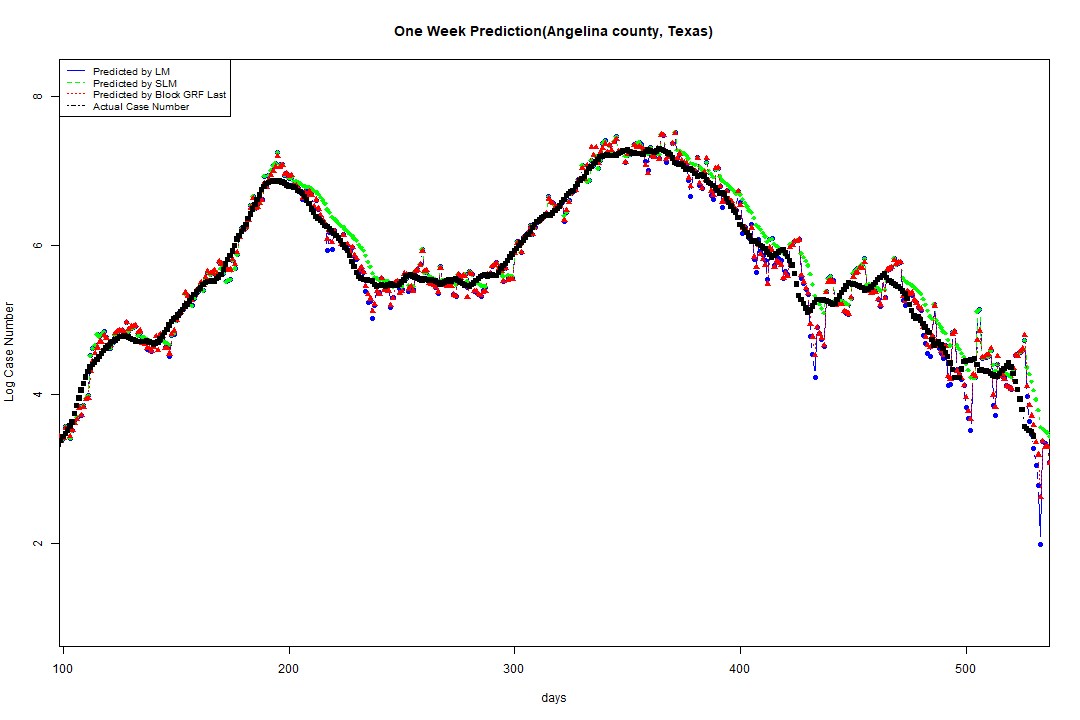 One Week Prediction(Angelina county, Texas)
Predicted by LM
Predicted by SLM
Predicted by Block GRF Last
Actual Case Number
8
6
4
2
Log Case Number
100 200 300 400 500
days